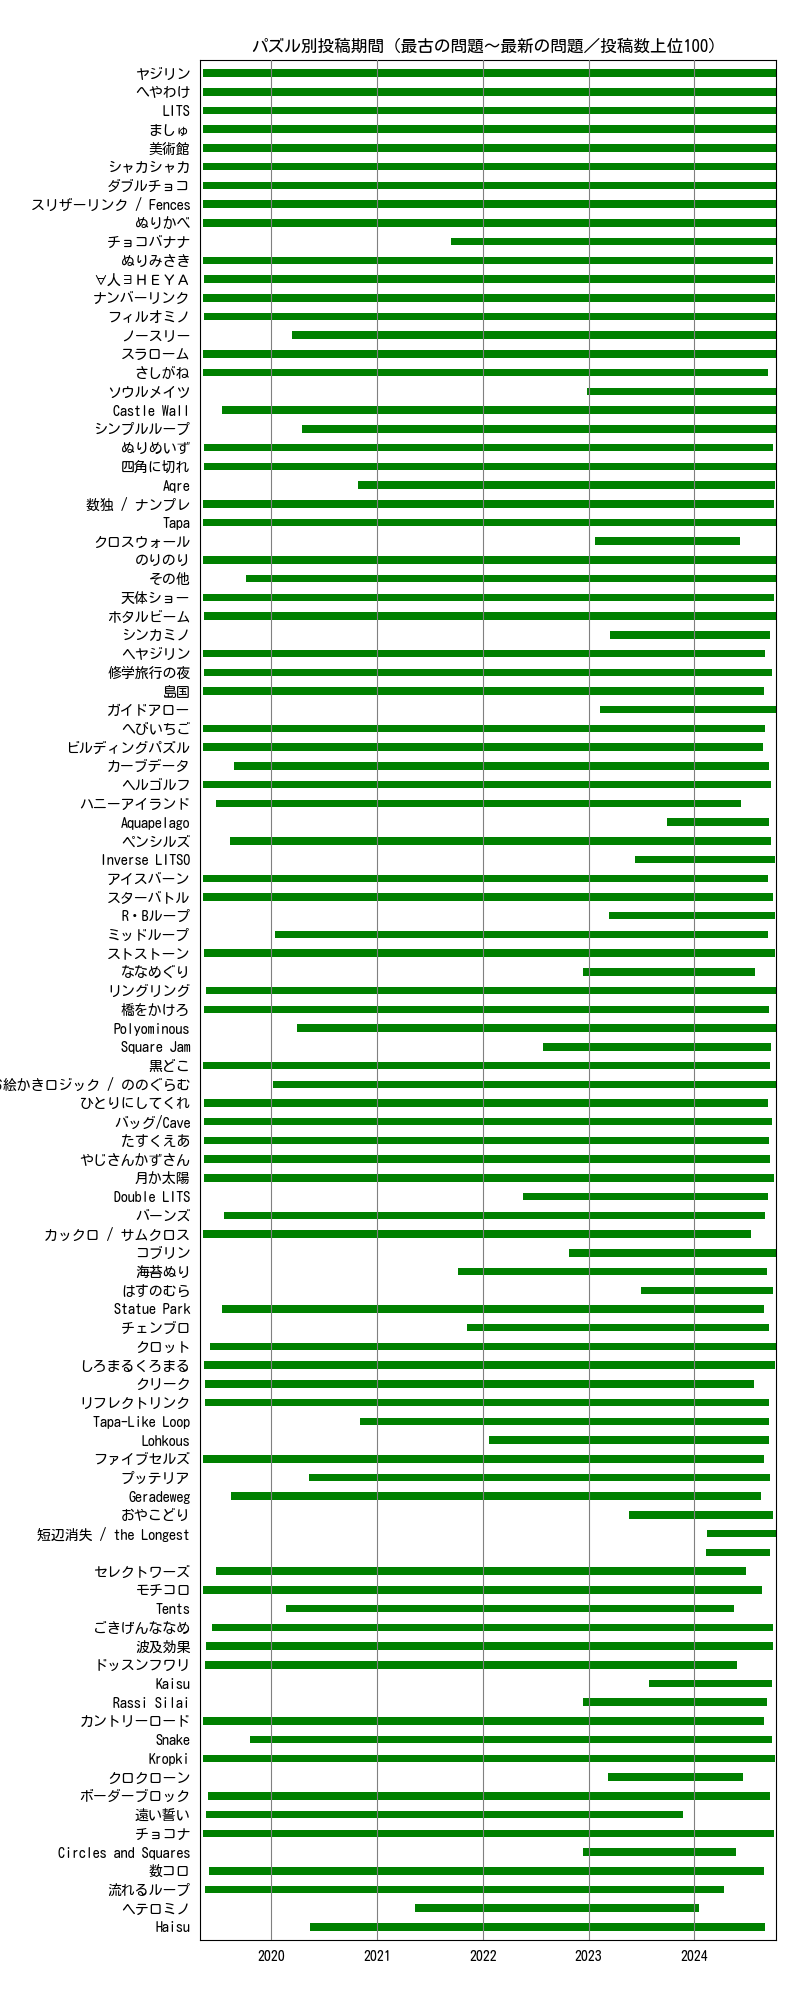 パズル別投稿期間（最古の問題～最新の問題／投稿数上位100）
ヤジリン
へやわけ
LITS
ましゅ
美術館
シャカシャカ
ダブルチョコ
スリザーリンク / Fences
ぬりかべ
チョコバナナ
ぬりみさき
∀人∃ＨＥＹＡ
ナンバーリンク
フィルオミノ
ノースリー
スラローム
さしがね
ソウルメイツ
Castle Wall
シンプルループ
ぬりめいず
四角に切れ
Aqre
数独 / ナンプレ
Tapa
クロスウォール
のりのり
その他
天体ショー
ホタルビーム
シンカミノ
ヘヤジリン
修学旅行の夜
島国
ガイドアロー
へびいちご
ビルディングパズル
カーブデータ
ヘルゴルフ
ハニーアイランド
Aquapelago
ペンシルズ
Inverse LITSO
アイスバーン
スターバトル
R・Bループ
ミッドループ
ストストーン
ななめぐり
リングリング
橋をかけろ
Polyominous
Square Jam
黒どこ
絵かきロジック / ののぐらむ
ひとりにしてくれ
バッグ/Cave
たすくえあ
やじさんかずさん
月か太陽
Double LITS
バーンズ
カックロ / サムクロス
コブリン
海苔ぬり
はすのむら
Statue Park
チェンブロ
クロット
しろまるくろまる
クリーク
リフレクトリンク
Tapa-Like Loop
Lohkous
ファイブセルズ
プッテリア
Geradeweg
おやこどり
短辺消失 / the Longest
セレクトワーズ
モチコロ
Tents
ごきげんななめ
波及効果
ドッスンフワリ
Kaisu
Rassi Silai
カントリーロード
Snake
Kropki
クロクローン
ボーダーブロック
遠い誓い
チョコナ
Circles and Squares
数コロ
流れるループ
ヘテロミノ
Haisu
2020 2021 2022 2023 2024